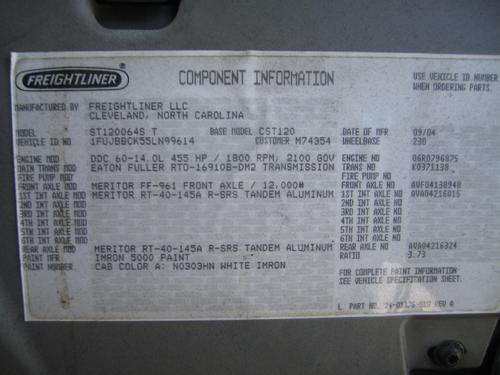 FREIGHTLINER
COMPONENT INFORMATION
USE VEHICLE ID NUMBER
WHEN ORDERING PARTS.
MANUFACTURED BY FREIGHTLINER LLC
CLEVELAND, NORTH CAROLINA
MODEL ST120064S T BASE MODEL CST120 MFD 09/04
VEHICLE ID NO 1FUJBBCK55LN99614 CUSTOMER M74354 WHEELBASE 230
ENGINE MOD DDC 60-14.0L 455 HP / 1800 RPM, 2100 GOV ENGINE NO 06R0796875
MAIN TRANS MOD EATON FULLER RTO-16910B-DM2 TRANSMISSION TRANS NO K0371138
FIRE PUMP MOD FIRE PUMP NO
FRONT AXLE MOD MERITOR FF-961 FRONT AXLE / 12,000# FRONT AXLE NO AVF04138948
1ST INT AXLE MOD MERITOR RT-40-145A R-SRS TANDEM ALUMINUM 1ST INT AXLE NO AVA04216015
2ND INT AXLE MOD 2ND INT AXLE NO
3RD INT AXLE MOD 3RD INT AXLE NO
4TH INT AXLE MOD 4TH INT AXLE NO
5TH INT AXLE MOD 5TH INT AXLE NO
6TH INT AXLE MOD 6TH INT AXLE NO
REAR AXLE MOD MERITOR RT-40-145A R-SRS TANDEM ALUMINUM REAR AXLE NO AVA04216324
PAINT MFR IMRON 5000 PAINT RATIO 3.73
PAINT NUMBER CAB COLOR A: N0303HN WHITE IMRON
FOR COMPLETE PAINT INFORMATION
SEE VEHICLE SPECIFICATION SHEET.
L PART NO. REV A